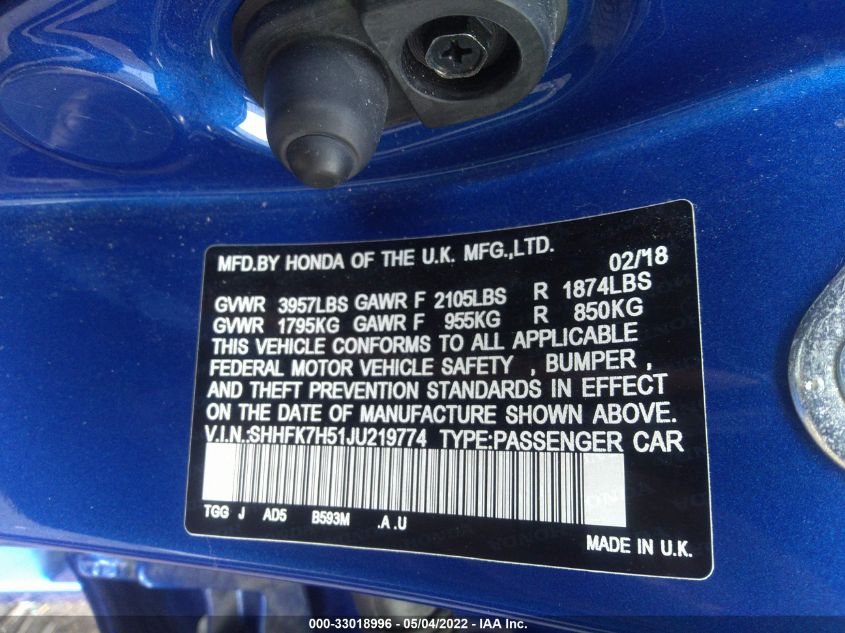 MFD.BY HONDA OF THE U.K. MFG.,LTD. 02/'18
GVWR 3957LBS GAWR F 2105LBS R 1874LBS
GVWR 1795KG GAWR F 955KG R 850KG
THIS VEHICLE CONFORMS TO ALL APPLICABLE
FEDERAL MOTOR VEHICLE SAFETY , BUMPER ,
AND THEFT PREVENTION STANDARDS IN EFFECT
ON THE DATE OF MANUFACTURE SHOWN ABOVE.
V.I.N.:SHHFK7H51JU219774 TYPE:PASSENGER CAR
TGG J AD5 B593M .A .U
MADE IN U.K.
000-33018996 - 05/04/2022 - IAA Inc.